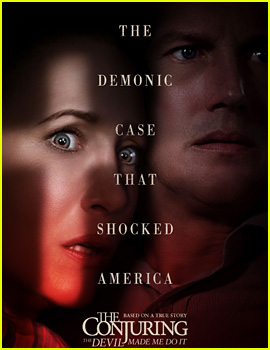 THE
DEMONIC
CASE
THAT
SHOCKED
AMERICA
BASED ON A TRUE STORY
THE
CONJURING
THE DEVIL MADE ME DO IT